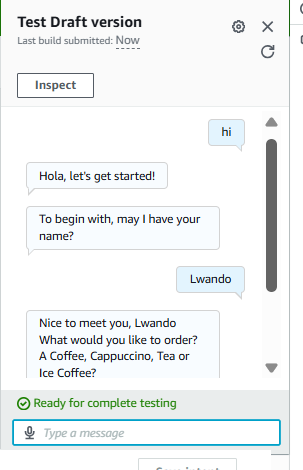 Test Draft version
Last build submitted: Now
Inspect
hi
Hola, let's get started!
To begin with, may I have your
name?
Lwando
Nice to meet you, Lwando
What would you like to order?
A Coffee, Cappuccino, Tea or
Ice Coffee?
Ready for complete testing
Type a message